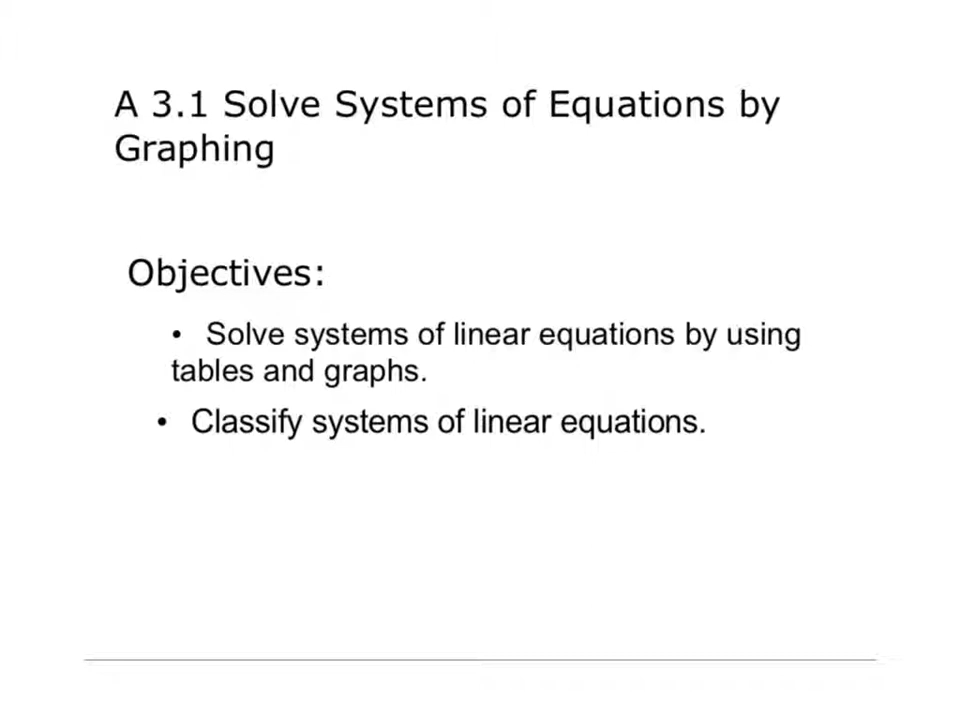 A 3.1 Solve Systems of Equations by
Graphing
Objectives:
• Solve systems of linear equations by using
tables and graphs.
• Classify systems of linear equations.